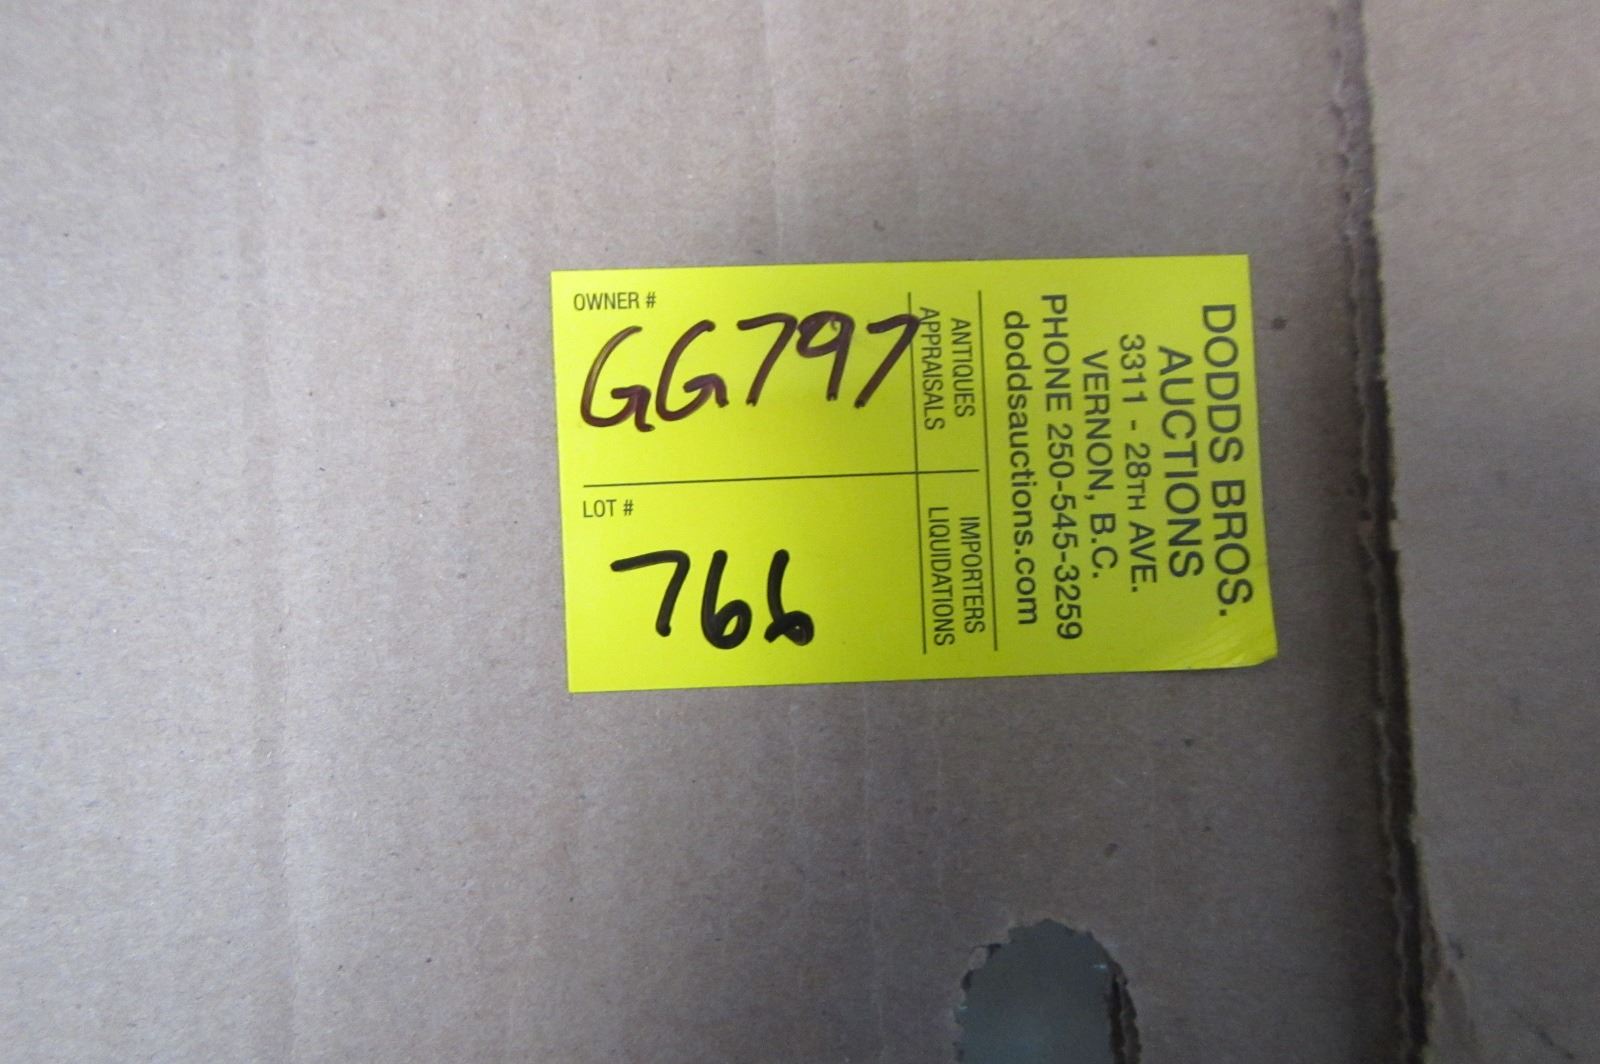 OWNER #
GG797
LOT #
766
ANTIQUES
APPRAISALS
IMPORTERS
LIQUIDATIONS
DODDS BROS.
AUCTIONS
3311 - 28TH AVE.
VERNON, B.C.
PHONE 250-545-3259
doddsauctions.com